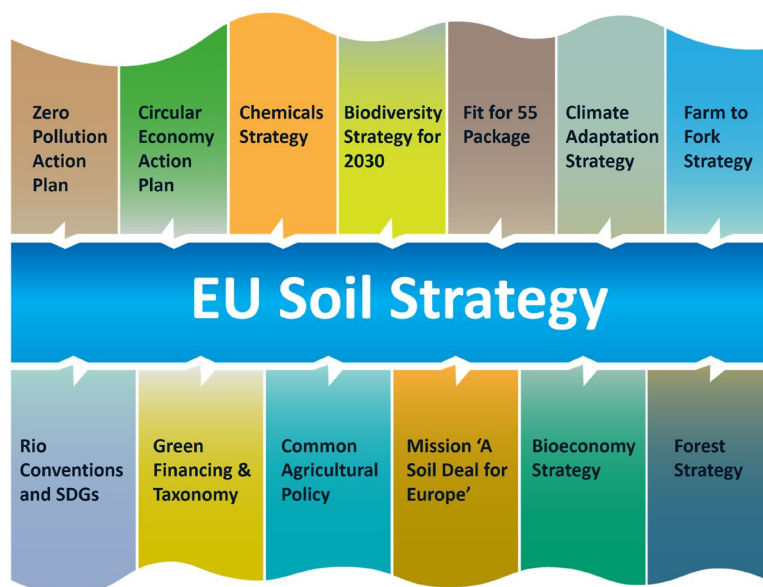 Zero
Pollution
Action
Plan
Circular
Economy
Action
Plan
Chemicals
Strategy
Biodiversity
Strategy for
2030
Fit for 55
Package
Climate
Adaptation
Strategy
Farm to
Fork
Strategy
EU Soil Strategy
Rio
Conventions
and SDGs
Green
Financing &
Taxonomy
Common
Agricultural
Policy
Mission ‘A
Soil Deal for
Europe’
Bioeconomy
Strategy
Forest
Strategy